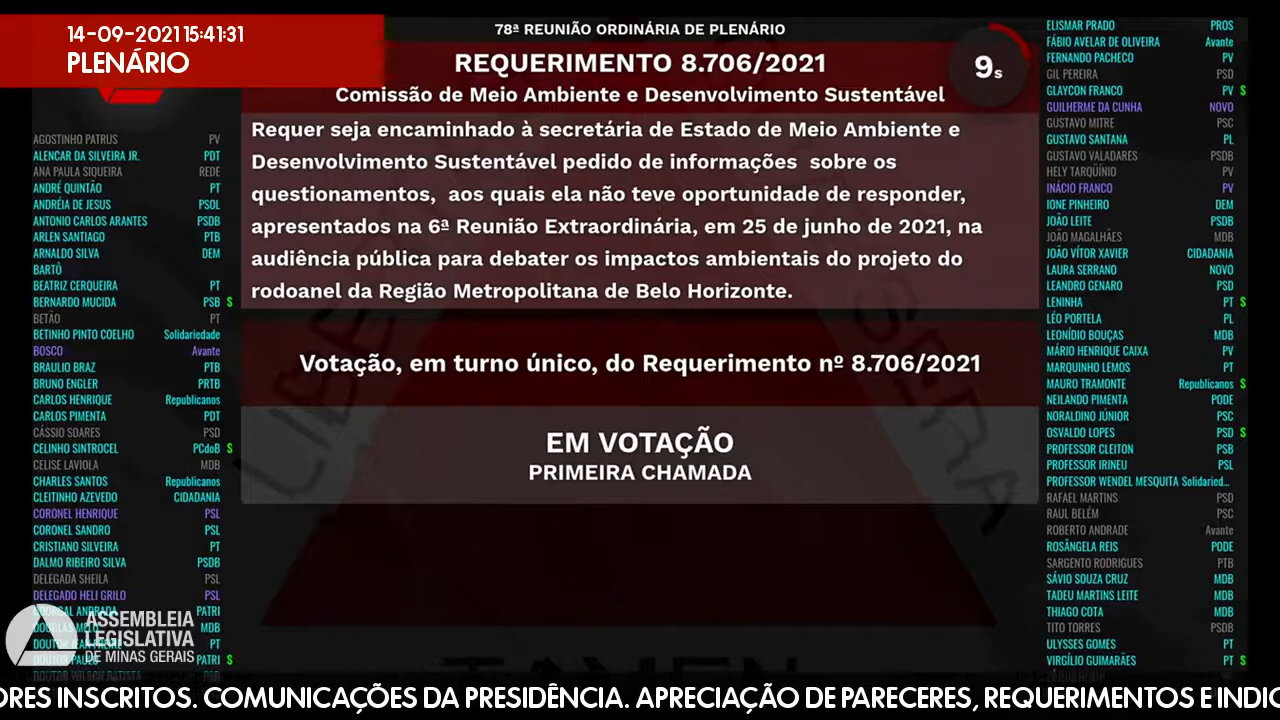 14-09-2021 15:41:31
PLENÁRIO
78ª REUNIÃO ORDINÁRIA DE PLENÁRIO
REQUERIMENTO 8.706/2021
9s
Comissão de Meio Ambiente e Desenvolvimento Sustentável
Requer seja encaminhado à secretária de Estado de Meio Ambiente e
Desenvolvimento Sustentável pedido de informações sobre os
questionamentos, aos quais ela não teve oportunidade de responder,
apresentados na 6ª Reunião Extraordinária, em 25 de junho de 2021, na
audiência pública para debater os impactos ambientais do projeto do
rodoanel da Região Metropolitana de Belo Horizonte.
Votação, em turno único, do Requerimento nº 8.706/2021
EM VOTAÇÃO
PRIMEIRA CHAMADA
AGOSTINHO PATRUS PV
ALENCAR DA SILVEIRA JR. PDT
ANA PAULA SIQUEIRA REDE
ANDRÉ QUINTÃO PT
ANDRÉIA DE JESUS PSOL
ANTONIO CARLOS ARANTES PSDB
ARLEN SANTIAGO PTB
ARNALDO SILVA DEM
BARTÔ
BEATRIZ CERQUEIRA PT
BERNARDO MUCIDA PSB S
BETÃO PT
BETINHO PINTO COELHO Solidariedade
BOSCO Avante
BRAULIO BRAZ PTB
BRUNO ENGLER PRTB
CARLOS HENRIQUE Republicanos
CARLOS PIMENTA PDT
CÁSSIO SOARES PSD
CELINHO SINTROCEL PCdoB S
CELISE LAVIOLA MDB
CHARLES SANTOS Republicanos
CLEITINHO AZEVEDO CIDADANIA
CORONEL HENRIQUE PSL
CORONEL SANDRO PSL
CRISTIANO SILVEIRA PT
DALMO RIBEIRO SILVA PSDB
DELEGADA SHEILA PSL
DELEGADO HELI GRILO PSL
ANDRADA PATRI
DOUGLAS MELO MDB
DOUTOR JEAN FREIRE PT
DOUTOR PAULO PATRI S
DOUTOR WILSON BATISTA
ELISMAR PRADO PROS
FÁBIO AVELAR DE OLIVEIRA Avante
FERNANDO PACHECO PV
GIL PEREIRA PSD
GLAYCON FRANCO PV S
GUILHERME DA CUNHA NOVO
GUSTAVO MITRE PSC
GUSTAVO SANTANA PL
GUSTAVO VALADARES PSDB
HELY TARQÜÍNIO PV
INÁCIO FRANCO PV
IONE PINHEIRO DEM
JOÃO LEITE PSDB
JOÃO MAGALHÃES MDB
JOÃO VÍTOR XAVIER CIDADANIA
LAURA SERRANO NOVO
LEANDRO GENARO PSD
LENINHA PT S
LÉO PORTELA PL
LEONÍDIO BOUÇAS MDB
MÁRIO HENRIQUE CAIXA PV
MARQUINHO LEMOS PT
MAURO TRAMONTE Republicanos S
NEILANDO PIMENTA PODE
NORALDINO JÚNIOR PSC
OSVALDO LOPES PSD S
PROFESSOR CLEITON PSB
PROFESSOR IRINEU PSL
PROFESSOR WENDEL MESQUITA Solidaried...
RAFAEL MARTINS PSD
RAUL BELÉM PSC
ROBERTO ANDRADE Avante
ROSÂNGELA REIS PODE
SARGENTO RODRIGUES PTB
SÁVIO SOUZA CRUZ MDB
TADEU MARTINS LEITE MDB
THIAGO COTA MDB
TITO TORRES PSDB
ULYSSES GOMES PT
VIRGÍLIO GUIMARÃES PT S
ASSEMBLEIA
LEGISLATIVA
DE MINAS GERAIS
ORES INSCRITOS. COMUNICAÇÕES DA PRESIDÊNCIA. APRECIAÇÃO DE PARECERES, REQUERIMENTOS E INDIC